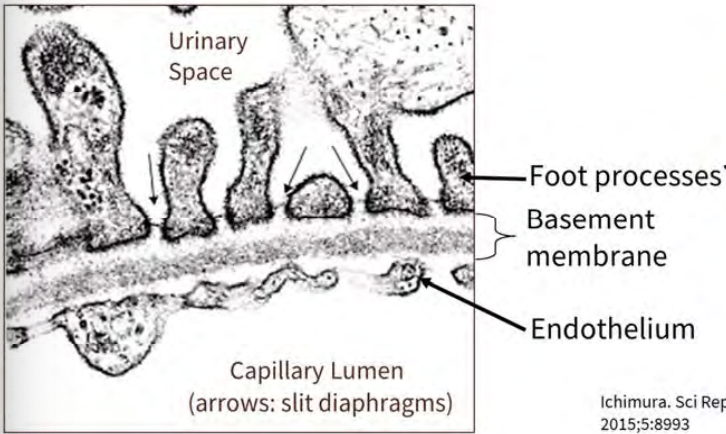 Urinary
Space
Foot processes
Basement
membrane
Endothelium
Capillary Lumen
(arrows: slit diaphragms)
Ichimura. Sci Rep
2015;5:8993